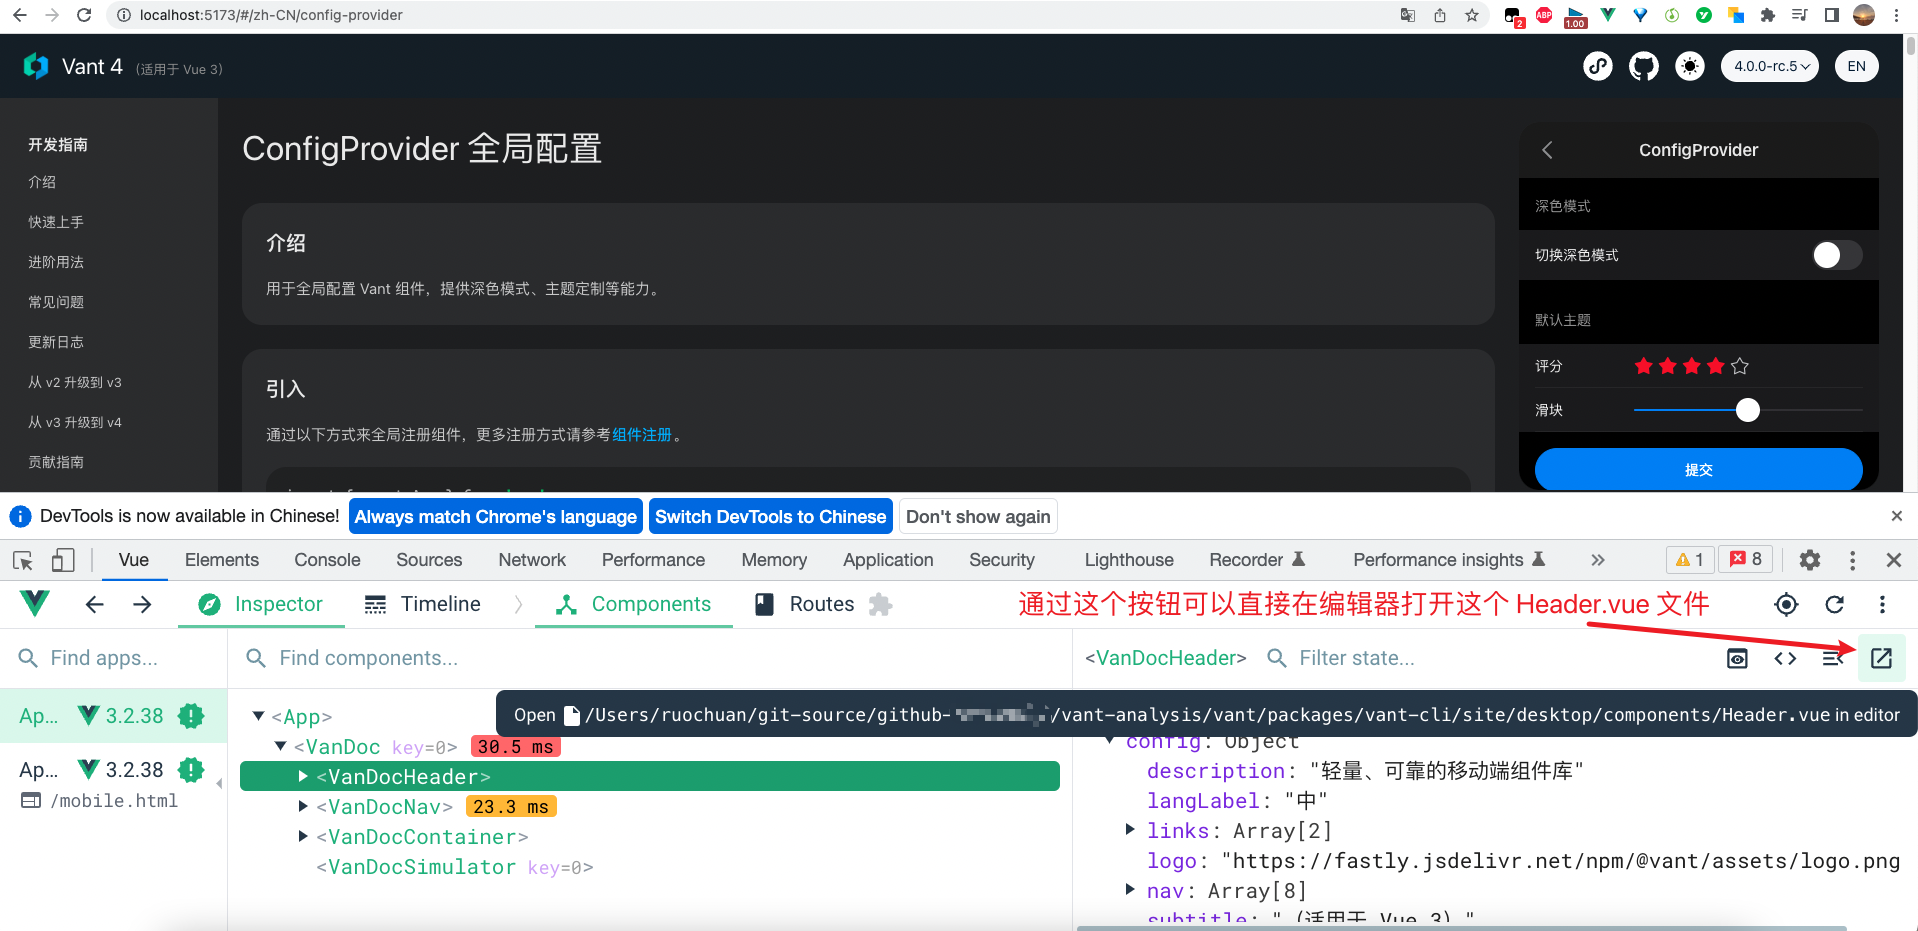 localhost:5173/#/zh-CN/config-provider
2
ABP
1.00
Vant 4 (适用于 Vue 3)
4.0.0-rc.5
EN
开发指南
介绍
快速上手
进阶用法
常见问题
更新日志
从 v2 升级到 v3
从 v3 升级到 v4
贡献指南
ConfigProvider 全局配置
介绍
用于全局配置 Vant 组件，提供深色模式、主题定制等能力。
引入
通过以下方式来全局注册组件，更多注册方式请参考组件注册。
ConfigProvider
深色模式
切换深色模式
默认主题
评分
滑块
提交
DevTools is now available in Chinese!
Always match Chrome's language
Switch DevTools to Chinese
Don't show again
Vue Elements Console Sources Network Performance Memory Application Security Lighthouse Recorder Performance insights 1 8
Inspector Timeline Components Routes
通过这个按钮可以直接在编辑器打开这个 Header.vue 文件
Find apps...
Find components...
<VanDocHeader>
Filter state...
Ap... 3.2.38
Ap... 3.2.38
/mobile.html
<App>
<VanDoc key=0> 30.5 ms
<VanDocHeader>
<VanDocNav> 23.3 ms
<VanDocContainer>
<VanDocSimulator key=0>
Open /Users/ruochuan/git-source/github- /vant-analysis/vant/packages/vant-cli/site/desktop/components/Header.vue in editor
config: Object
description: "轻量、可靠的移动端组件库"
langLabel: "中"
links: Array[2]
logo: "https://fastly.jsdelivr.net/npm/@vant/assets/logo.png
nav: Array[8]
subtitle: "（适用于 Vue 3）"